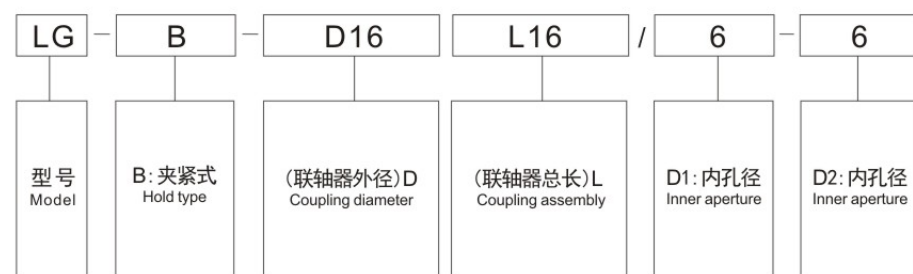 LG - B - D16 L16 / 6 - 6
型号
Model
B:夹紧式
Hold type
(联轴器外径)D
Coupling diameter
(联轴器总长)L
Coupling assembly
D1:内孔径
Inner aperture
D2:内孔径
Inner aperture